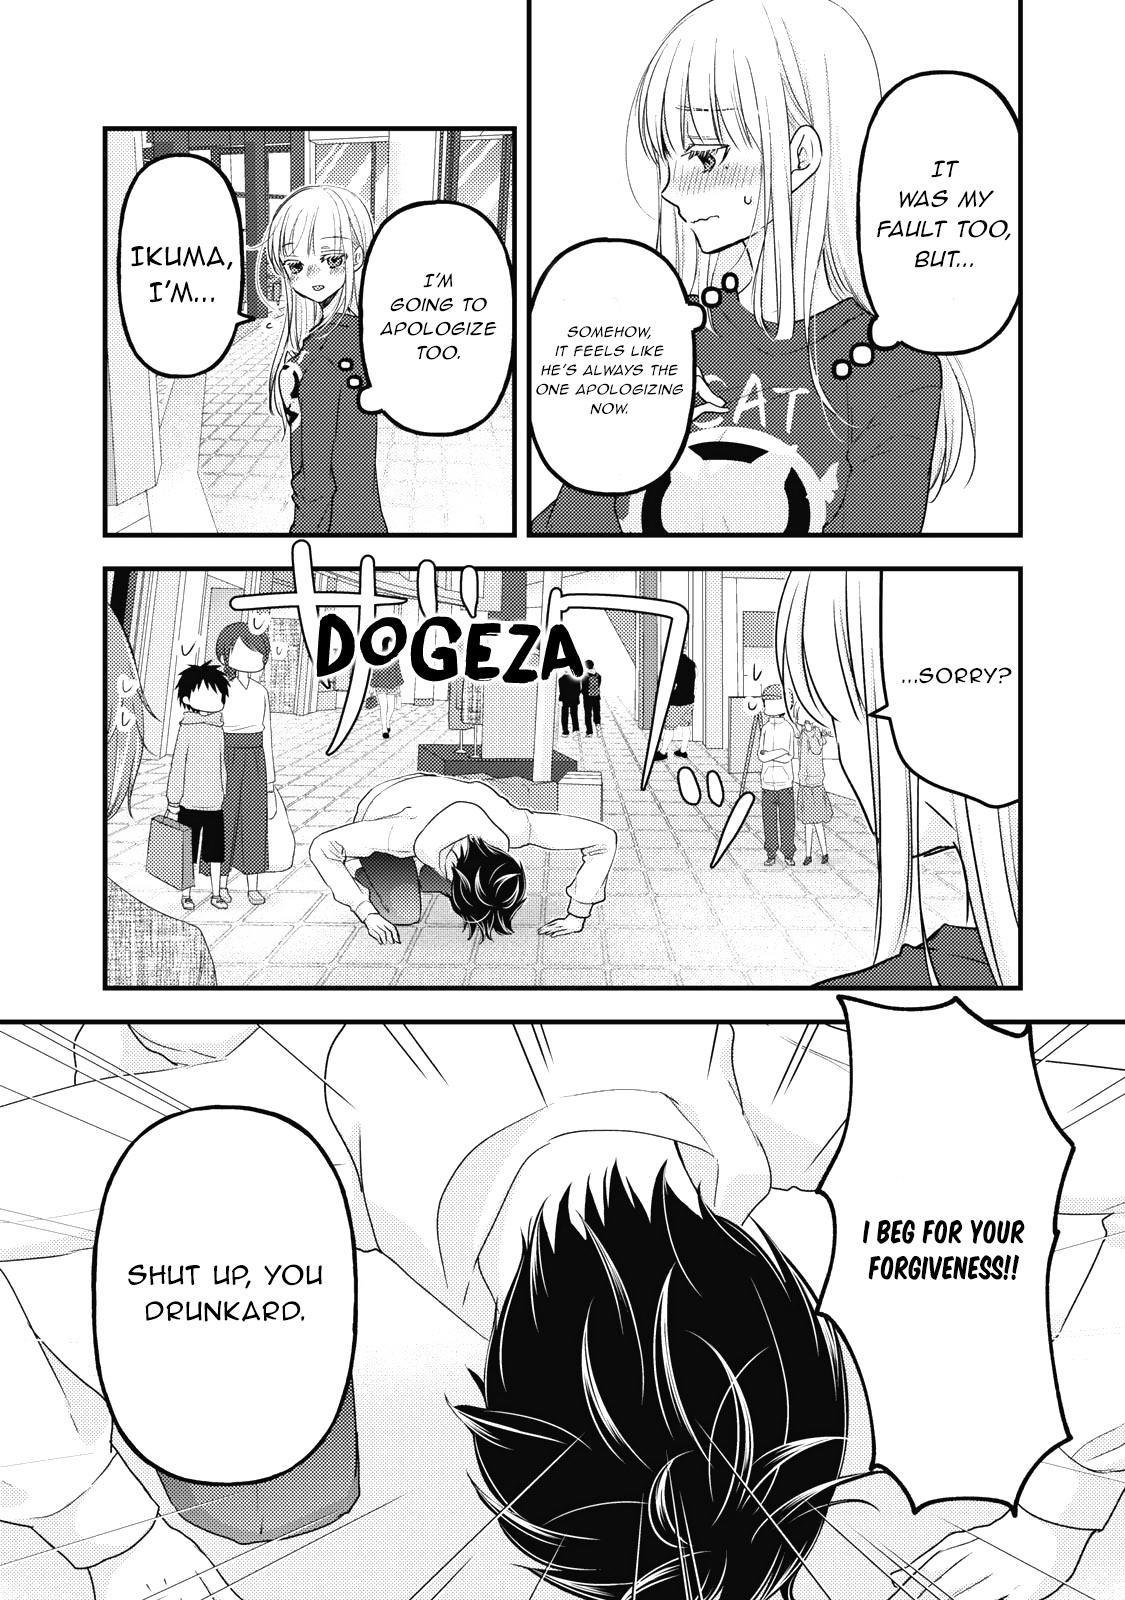 IT
WAS MY
FAULT TOO,
BUT...
SOMEHOW,
IT FEELS LIKE
HE'S ALWAYS THE
ONE APOLOGIZING
NOW.
CAT
I'M
GOING TO
APOLOGIZE
TOO.
IKUMA,
I'M...
...SORRY?
DOGEZA
I BEG FOR YOUR
FORGIVENESS!!
SHUT UP, YOU
DRUNKARD.